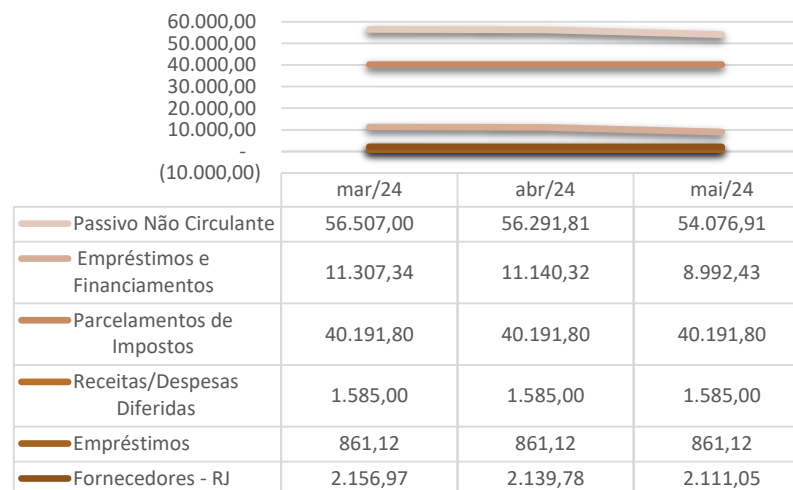 60.000,00
50.000,00
40.000,00
30.000,00
20.000,00
10.000,00
-
(10.000,00)
mar/24 abr/24 mai/24
Passivo Não Circulante 56.507,00 56.291,81 54.076,91
Empréstimos e
Financiamentos 11.307,34 11.140,32 8.992,43
Parcelamentos de
Impostos 40.191,80 40.191,80 40.191,80
Receitas/Despesas
Diferidas 1.585,00 1.585,00 1.585,00
Empréstimos 861,12 861,12 861,12
Fornecedores - RJ 2.156,97 2.139,78 2.111,05